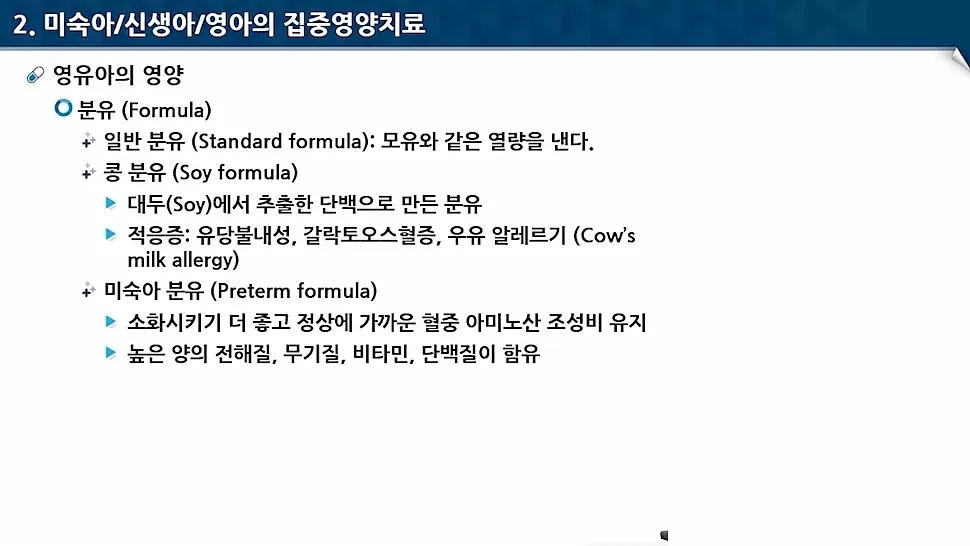 2. 미숙아/신생아/영아의 집중영양치료
영유아의 영양
분유 (Formula)
일반 분유 (Standard formula): 모유와 같은 열량을 낸다.
콩 분유 (Soy formula)
대두(Soy)에서 추출한 단백으로 만든 분유
적응증: 유당불내성, 갈락토오스혈증, 우유 알레르기 (Cow's
milk allergy)
미숙아 분유 (Preterm formula)
소화시키기 더 좋고 정상에 가까운 혈중 아미노산 조성비 유지
높은 양의 전해질, 무기질, 비타민, 단백질이 함유